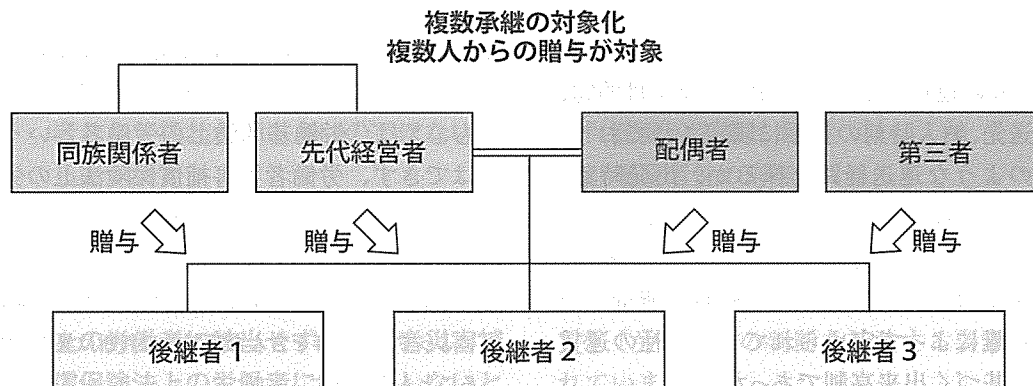 複数承継の対象化
複数人からの贈与が対象
同族関係者 先代経営者 配偶者 第三者
贈与 贈与 贈与 贈与
後継者1 後継者2 後継者3